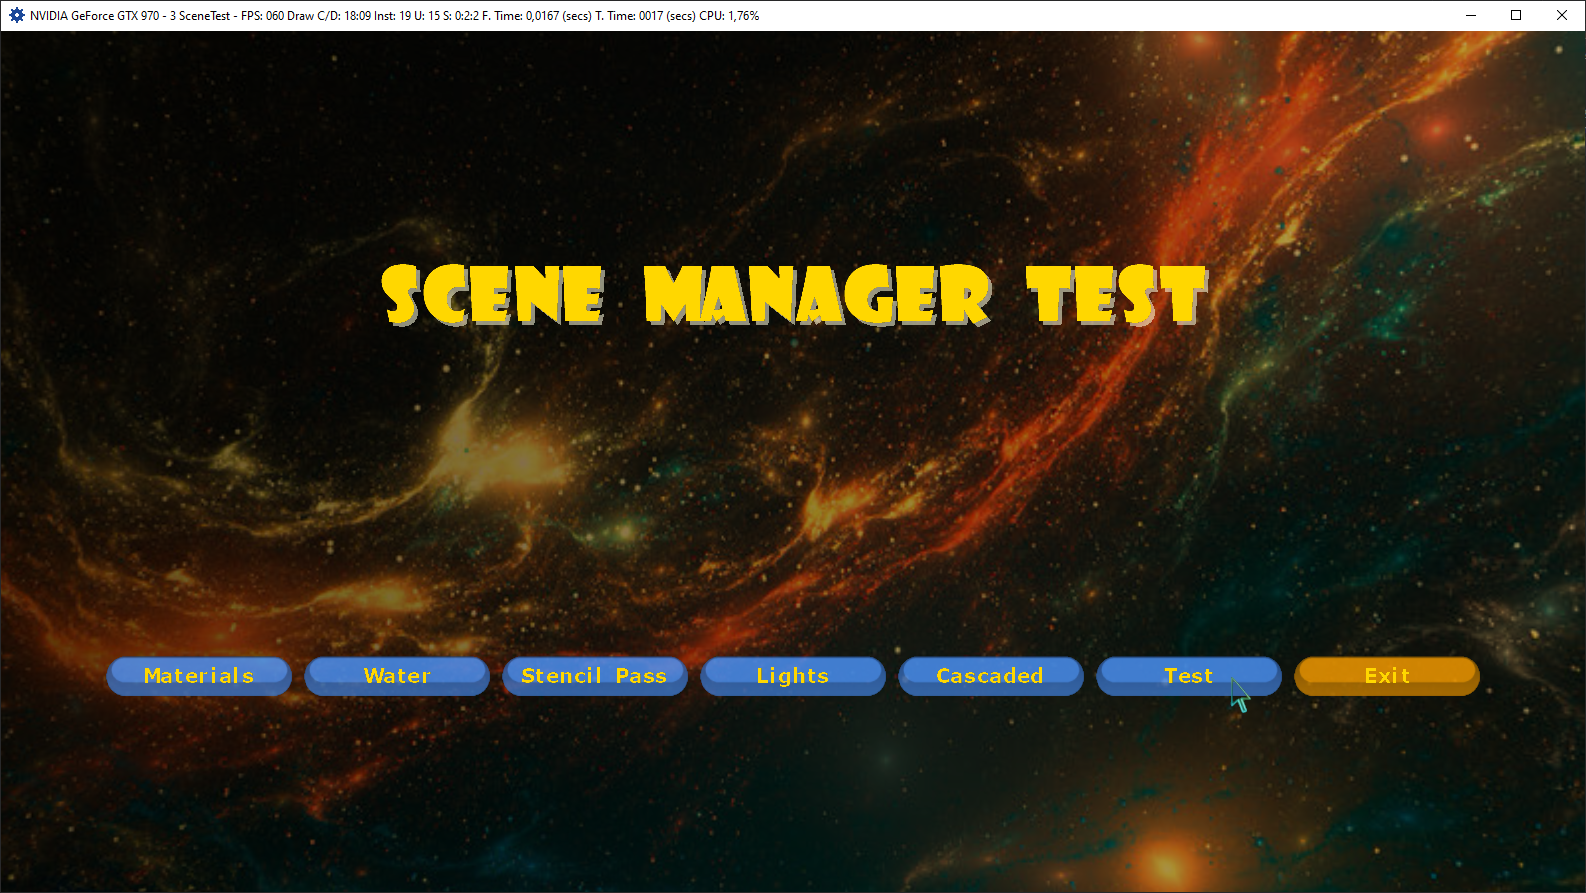 NVIDIA GeForce GTX 970 - 3 SceneTest - FPS: 060 Draw C/D: 18:09 Inst: 19 U: 15 S: 0:2:2 F. Time: 0,0167 (secs) T. Time: 0017 (secs) CPU: 1,76%
SCENE MANAGER TEST
Materials Water Stencil Pass Lights Cascaded Test Exit